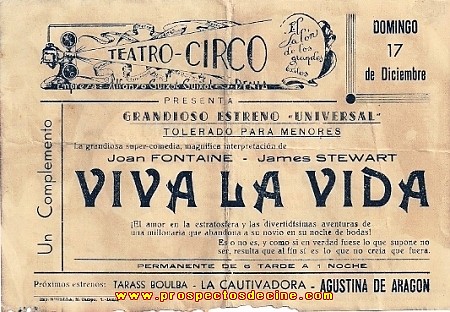 TEATRO-CIRCO
El Salón
de los
grandes
éxitos
DOMINGO
17
de Diciembre
Empresa:
DENIA
PRESENTA
GRANDIOSO ESTRENO "UNIVERSAL"
TOLERADO PARA MENORES
Un Complemento
La grandiosa super-comedia, magnífica interpretación de
Joan FONTAINE - James STEWART
VIVA LA VIDA
¡El amor en la estratosfera y las divertidísimas aventuras de
una millonaria que abandona a su novio en su noche de bodas!
Es o no es, y como si en verdad fuese lo que supone no
ser, resulta que al fin si es lo que no creía que fuera.
PERMANENTE DE 6 TARDE A 1 NOCHE
Próximos estrenos: TARASS BOULBA - LA CAUTIVADORA - AGUSTINA DE ARAGON
www.prospectosdecine.com